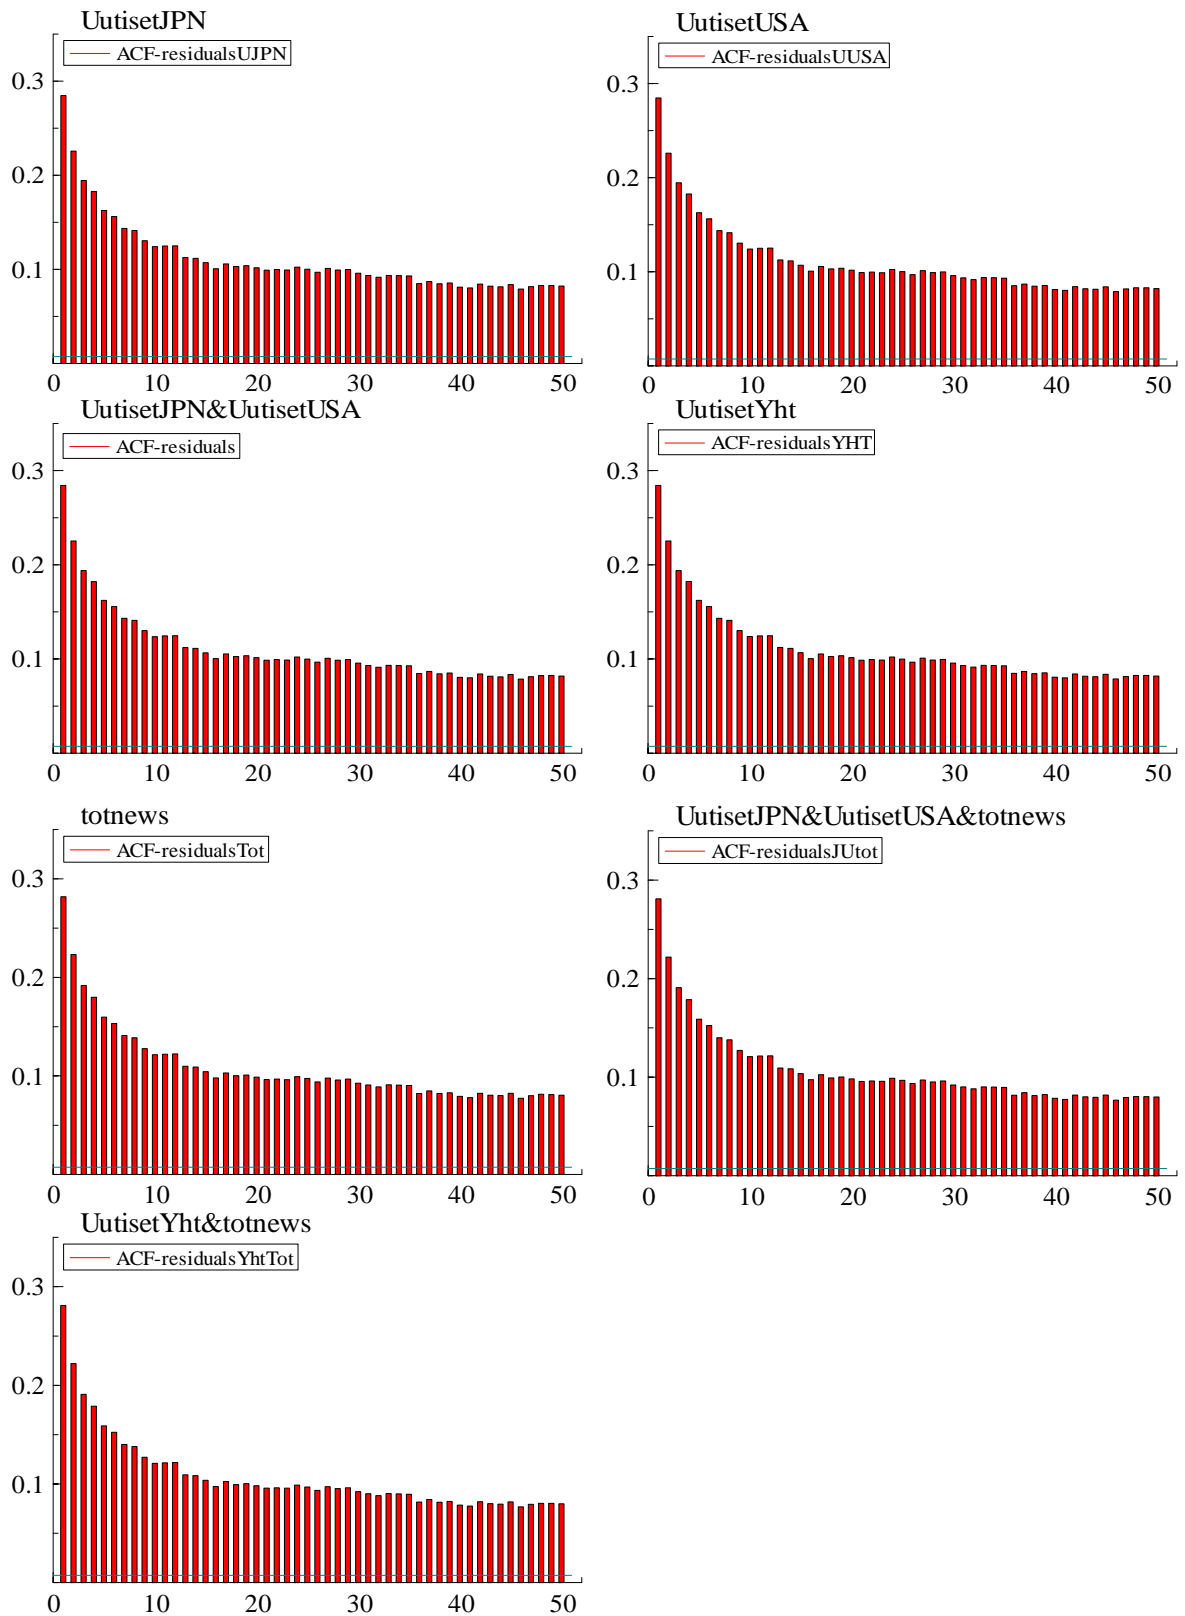 UutisetJPN
ACF-residualsUJPN
0.3
0.2
0.1
0 10 20 30 40 50
UutisetUSA
ACF-residualsUUSA
0.3
0.2
0.1
0 10 20 30 40 50
UutisetJPN&UutisetUSA
ACF-residuals
0.3
0.2
0.1
0 10 20 30 40 50
UutisetYht
ACF-residualsYHT
0.3
0.2
0.1
0 10 20 30 40 50
totnews
ACF-residualsTot
0.3
0.2
0.1
0 10 20 30 40 50
UutisetJPN&UutisetUSA&totnews
ACF-residualsJUtot
0.3
0.2
0.1
0 10 20 30 40 50
UutisetYht&totnews
ACF-residualsYhtTot
0.3
0.2
0.1
0 10 20 30 40 50